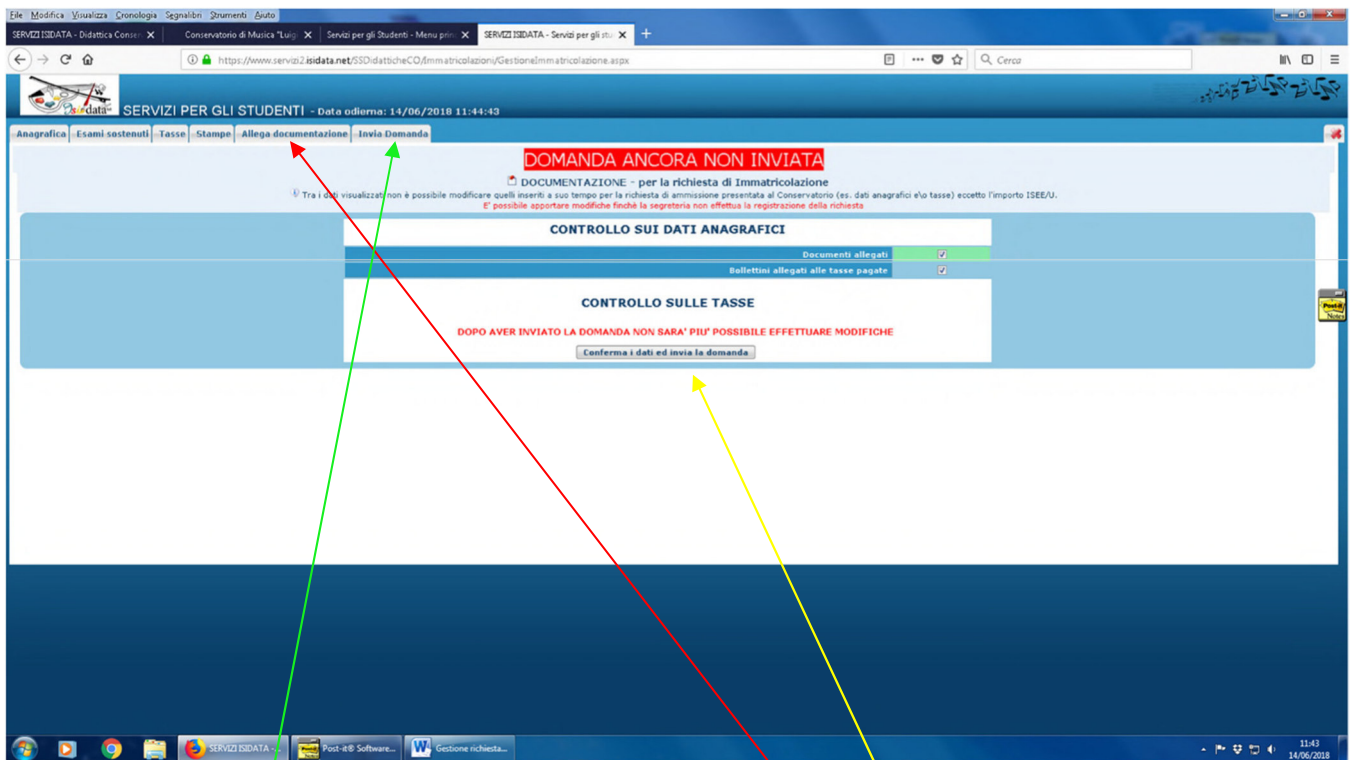 File Modifica Visualizza Cronologia Segnalibri Strumenti Aiuto
SERVIZI ISIDATA - Didattica Conser
Conservatorio di Musica "Luigi
Servizi per gli Studenti - Menu prin
SERVIZI ISIDATA - Servizi per gli stu
https://www.servizi2.isidata.net/SSDidatticheCO/Immatricolazioni/GestioneImmatricolazione.aspx
Cerca
Isidata SERVIZI PER GLI STUDENTI - Data odierna: 14/06/2018 11:44:43
Anagrafica Esami sostenuti Tasse Stampe Allega documentazione Invia Domanda
DOMANDA ANCORA NON INVIATA
DOCUMENTAZIONE - per la richiesta di Immatricolazione
Tra i dati visualizzati non è possibile modificare quelli inseriti a suo tempo per la richiesta di ammissione presentata al Conservatorio (es. dati anagrafici e\o tasse) eccetto l'importo ISEE/U.
E' possibile apportare modifiche finchè la segreteria non effettua la registrazione della richiesta
CONTROLLO SUI DATI ANAGRAFICI
Documenti allegati
Bollettini allegati alle tasse pagate
CONTROLLO SULLE TASSE
DOPO AVER INVIATO LA DOMANDA NON SARA' PIU' POSSIBILE EFFETTUARE MODIFICHE
Conferma i dati ed invia la domanda
Post-it Notes
SERVIZI ISIDATA - ...
Post-it® Software...
Gestione richiesta...
11:43
14/06/2018